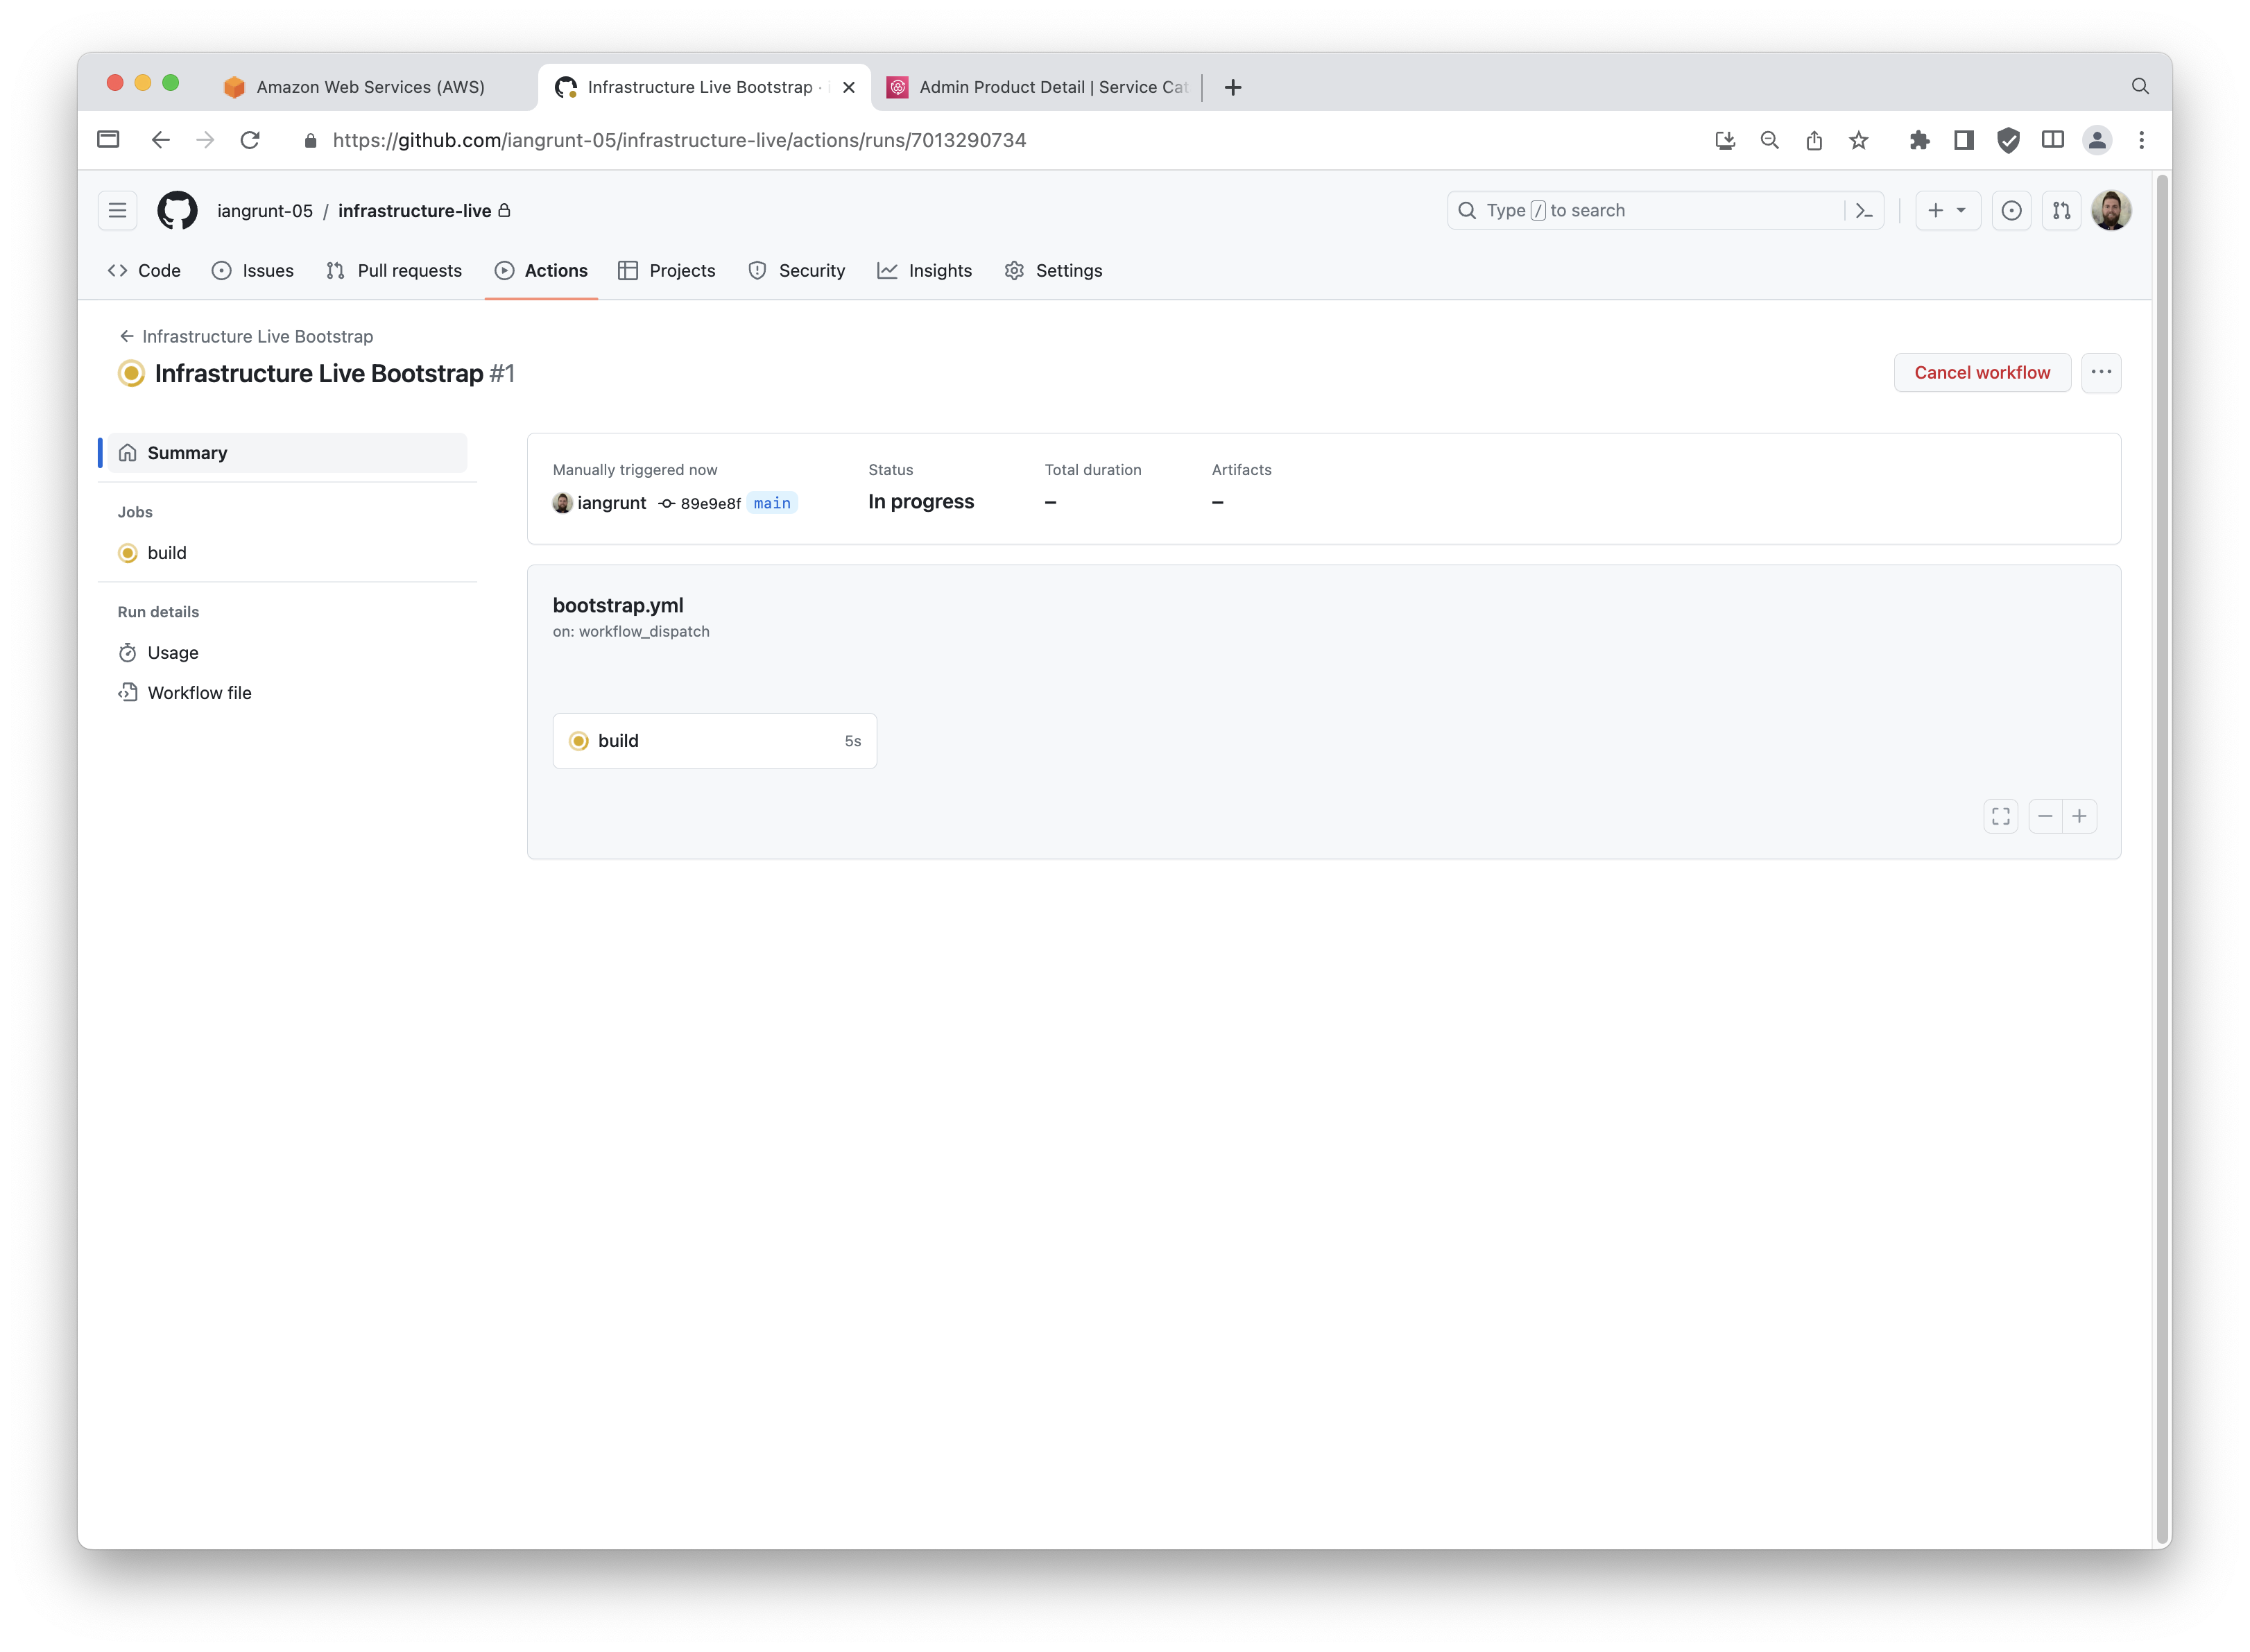 Amazon Web Services (AWS)
Infrastructure Live Bootstrap ·
Admin Product Detail | Service Cat
https://github.com/iangrunt-05/infrastructure-live/actions/runs/7013290734
iangrunt-05 / infrastructure-live
Type / to search
Code
Issues
Pull requests
Actions
Projects
Security
Insights
Settings
Infrastructure Live Bootstrap
Infrastructure Live Bootstrap #1
Cancel workflow
Summary
Jobs
build
Run details
Usage
Workflow file
Manually triggered now
iangrunt 89e9e8f main
Status
In progress
Total duration
–
Artifacts
–
bootstrap.yml
on: workflow_dispatch
build 5s